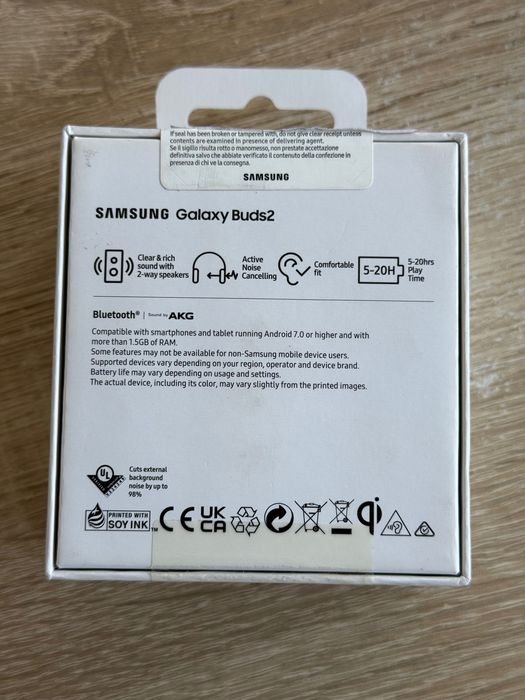 If seal has been broken or tampered with, do not give clear receipt unless
contents are examined in presence of delivering agent.
Se il sigillo risulta rotto o manomesso, non prestate accettazione
definitiva salvo che abbiate verificato il contenuto della confezione in
presenza di chi ve la consegna.
SAMSUNG
SAMSUNG Galaxy Buds2
Clear & rich
sound with
2-way speakers
Active
Noise
Cancelling
Comfortable
fit
5-20H
5-20hrs
Play
Time
Bluetooth® | Sound by AKG
Compatible with smartphones and tablet running Android 7.0 or higher and with
more than 1.5GB of RAM.
Some features may not be available for non-Samsung mobile device users.
Supported devices vary depending on your region, operator and device brand.
Battery life may vary depending on usage and settings.
The actual device, including its color, may vary slightly from the printed images.
UL
Cuts external
background
noise by up to
98%
PRINTED WITH
SOY INK™
CE
UK
CA
qi